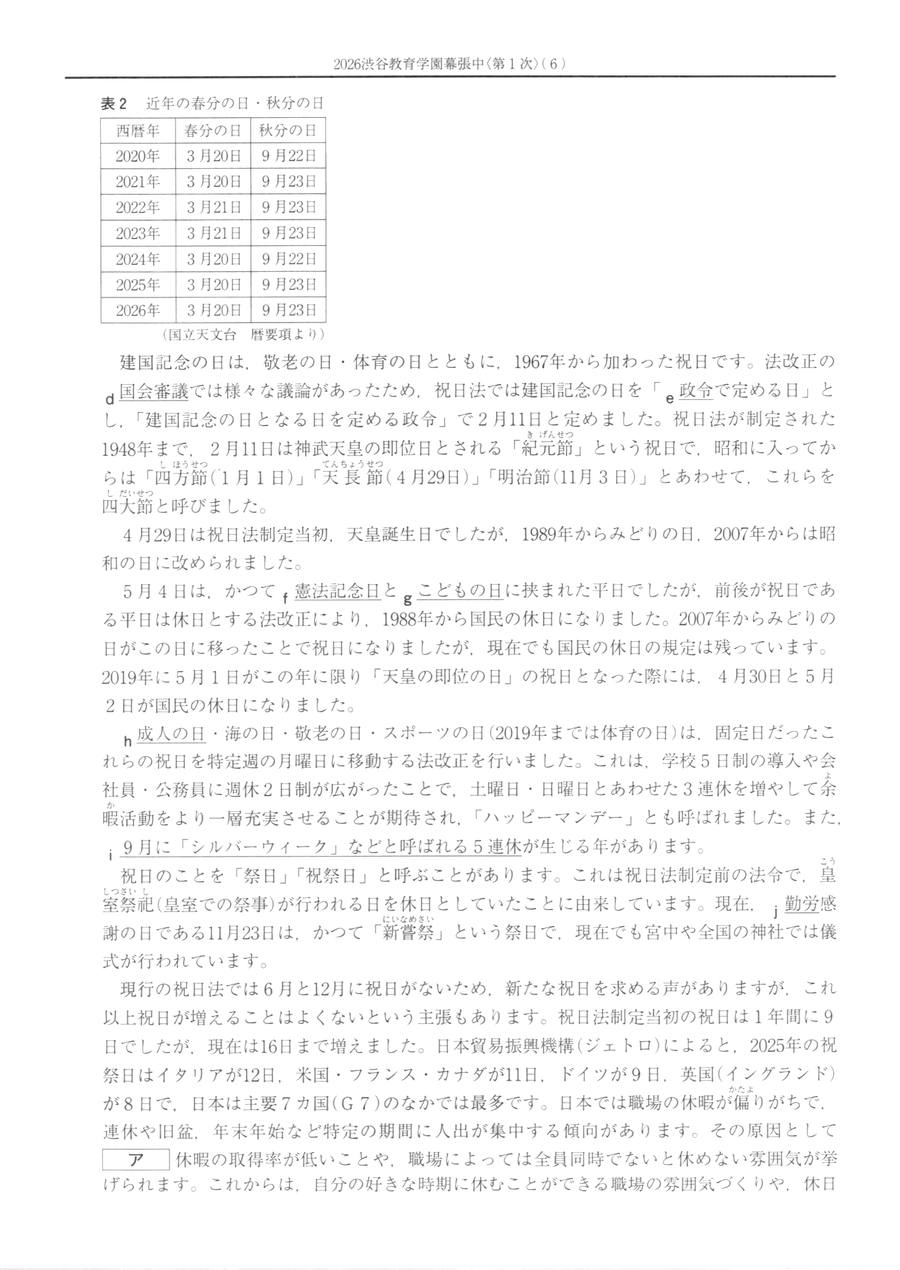 2026渋谷教育学園幕張中〈第1次〉(6)
表2 近年の春分の日・秋分の日
西暦年 春分の日 秋分の日
2020年 3月20日 9月22日
2021年 3月20日 9月23日
2022年 3月21日 9月23日
2023年 3月21日 9月23日
2024年 3月20日 9月22日
2025年 3月20日 9月23日
2026年 3月20日 9月23日
(国立天文台 暦要項より)
建国記念の日は，敬老の日・体育の日とともに，1967年から加わった祝日です。法改正の
d国会審議では様々な議論があったため，祝日法では建国記念の日を「e政令で定める日」と
し，「建国記念の日となる日を定める政令」で2月11日と定めました。祝日法が制定された
1948年まで，2月11日は神武天皇の即位日とされる「紀元節」という祝日で，昭和に入ってか
らは「四方節(1月1日)」「天長節(4月29日)」「明治節(11月3日)」とあわせて，これらを
四大節と呼びました。
4月29日は祝日法制定当初，天皇誕生日でしたが，1989年からみどりの日，2007年からは昭
和の日に改められました。
5月4日は，かつてf憲法記念日とgこどもの日に挟まれた平日でしたが，前後が祝日であ
る平日は休日とする法改正により，1988年から国民の休日になりました。2007年からみどりの
日がこの日に移ったことで祝日になりましたが，現在でも国民の休日の規定は残っています。
2019年に5月1日がこの年に限り「天皇の即位の日」の祝日となった際には，4月30日と5月
2日が国民の休日になりました。
h成人の日・海の日・敬老の日・スポーツの日(2019年までは体育の日)は，固定日だったこ
れらの祝日を特定週の月曜日に移動する法改正を行いました。これは，学校5日制の導入や会
社員・公務員に週休2日制が広がったことで，土曜日・日曜日とあわせた3連休を増やして余
暇活動をより一層充実させることが期待され，「ハッピーマンデー」とも呼ばれました。また，
i9月に「シルバーウィーク」などと呼ばれる5連休が生じる年があります。
祝日のことを「祭日」「祝祭日」と呼ぶことがあります。これは祝日法制定前の法令で，皇
室祭祀(皇室での祭事)が行われる日を休日としていたことに由来しています。現在，j勤労感
謝の日である11月23日は，かつて「新嘗祭」という祭日で，現在でも宮中や全国の神社では儀
式が行われています。
現行の祝日法では6月と12月に祝日がないため，新たな祝日を求める声がありますが，これ
以上祝日が増えることはよくないという主張もあります。祝日法制定当初の祝日は1年間に9
日でしたが，現在は16日まで増えました。日本貿易振興機構(ジェトロ)によると，2025年の祝
祭日はイタリアが12日，米国・フランス・カナダが11日，ドイツが9日，英国(イングランド)
が8日で，日本は主要7カ国(G7)のなかでは最多です。日本では職場の休暇が偏りがちで，
連休や旧盆，年末年始など特定の期間に人出が集中する傾向があります。その原因として
ア 休暇の取得率が低いことや，職場によっては全員同時でないと休めない雰囲気が挙
げられます。これからは，自分の好きな時期に休むことができる職場の雰囲気づくりや，休日